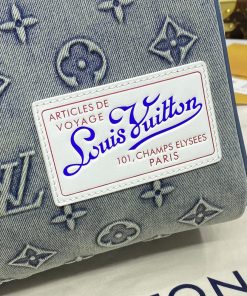 ARTICLES DE
VOYAGE
Louis Vuitton
101, CHAMPS ELYSEES
PARIS